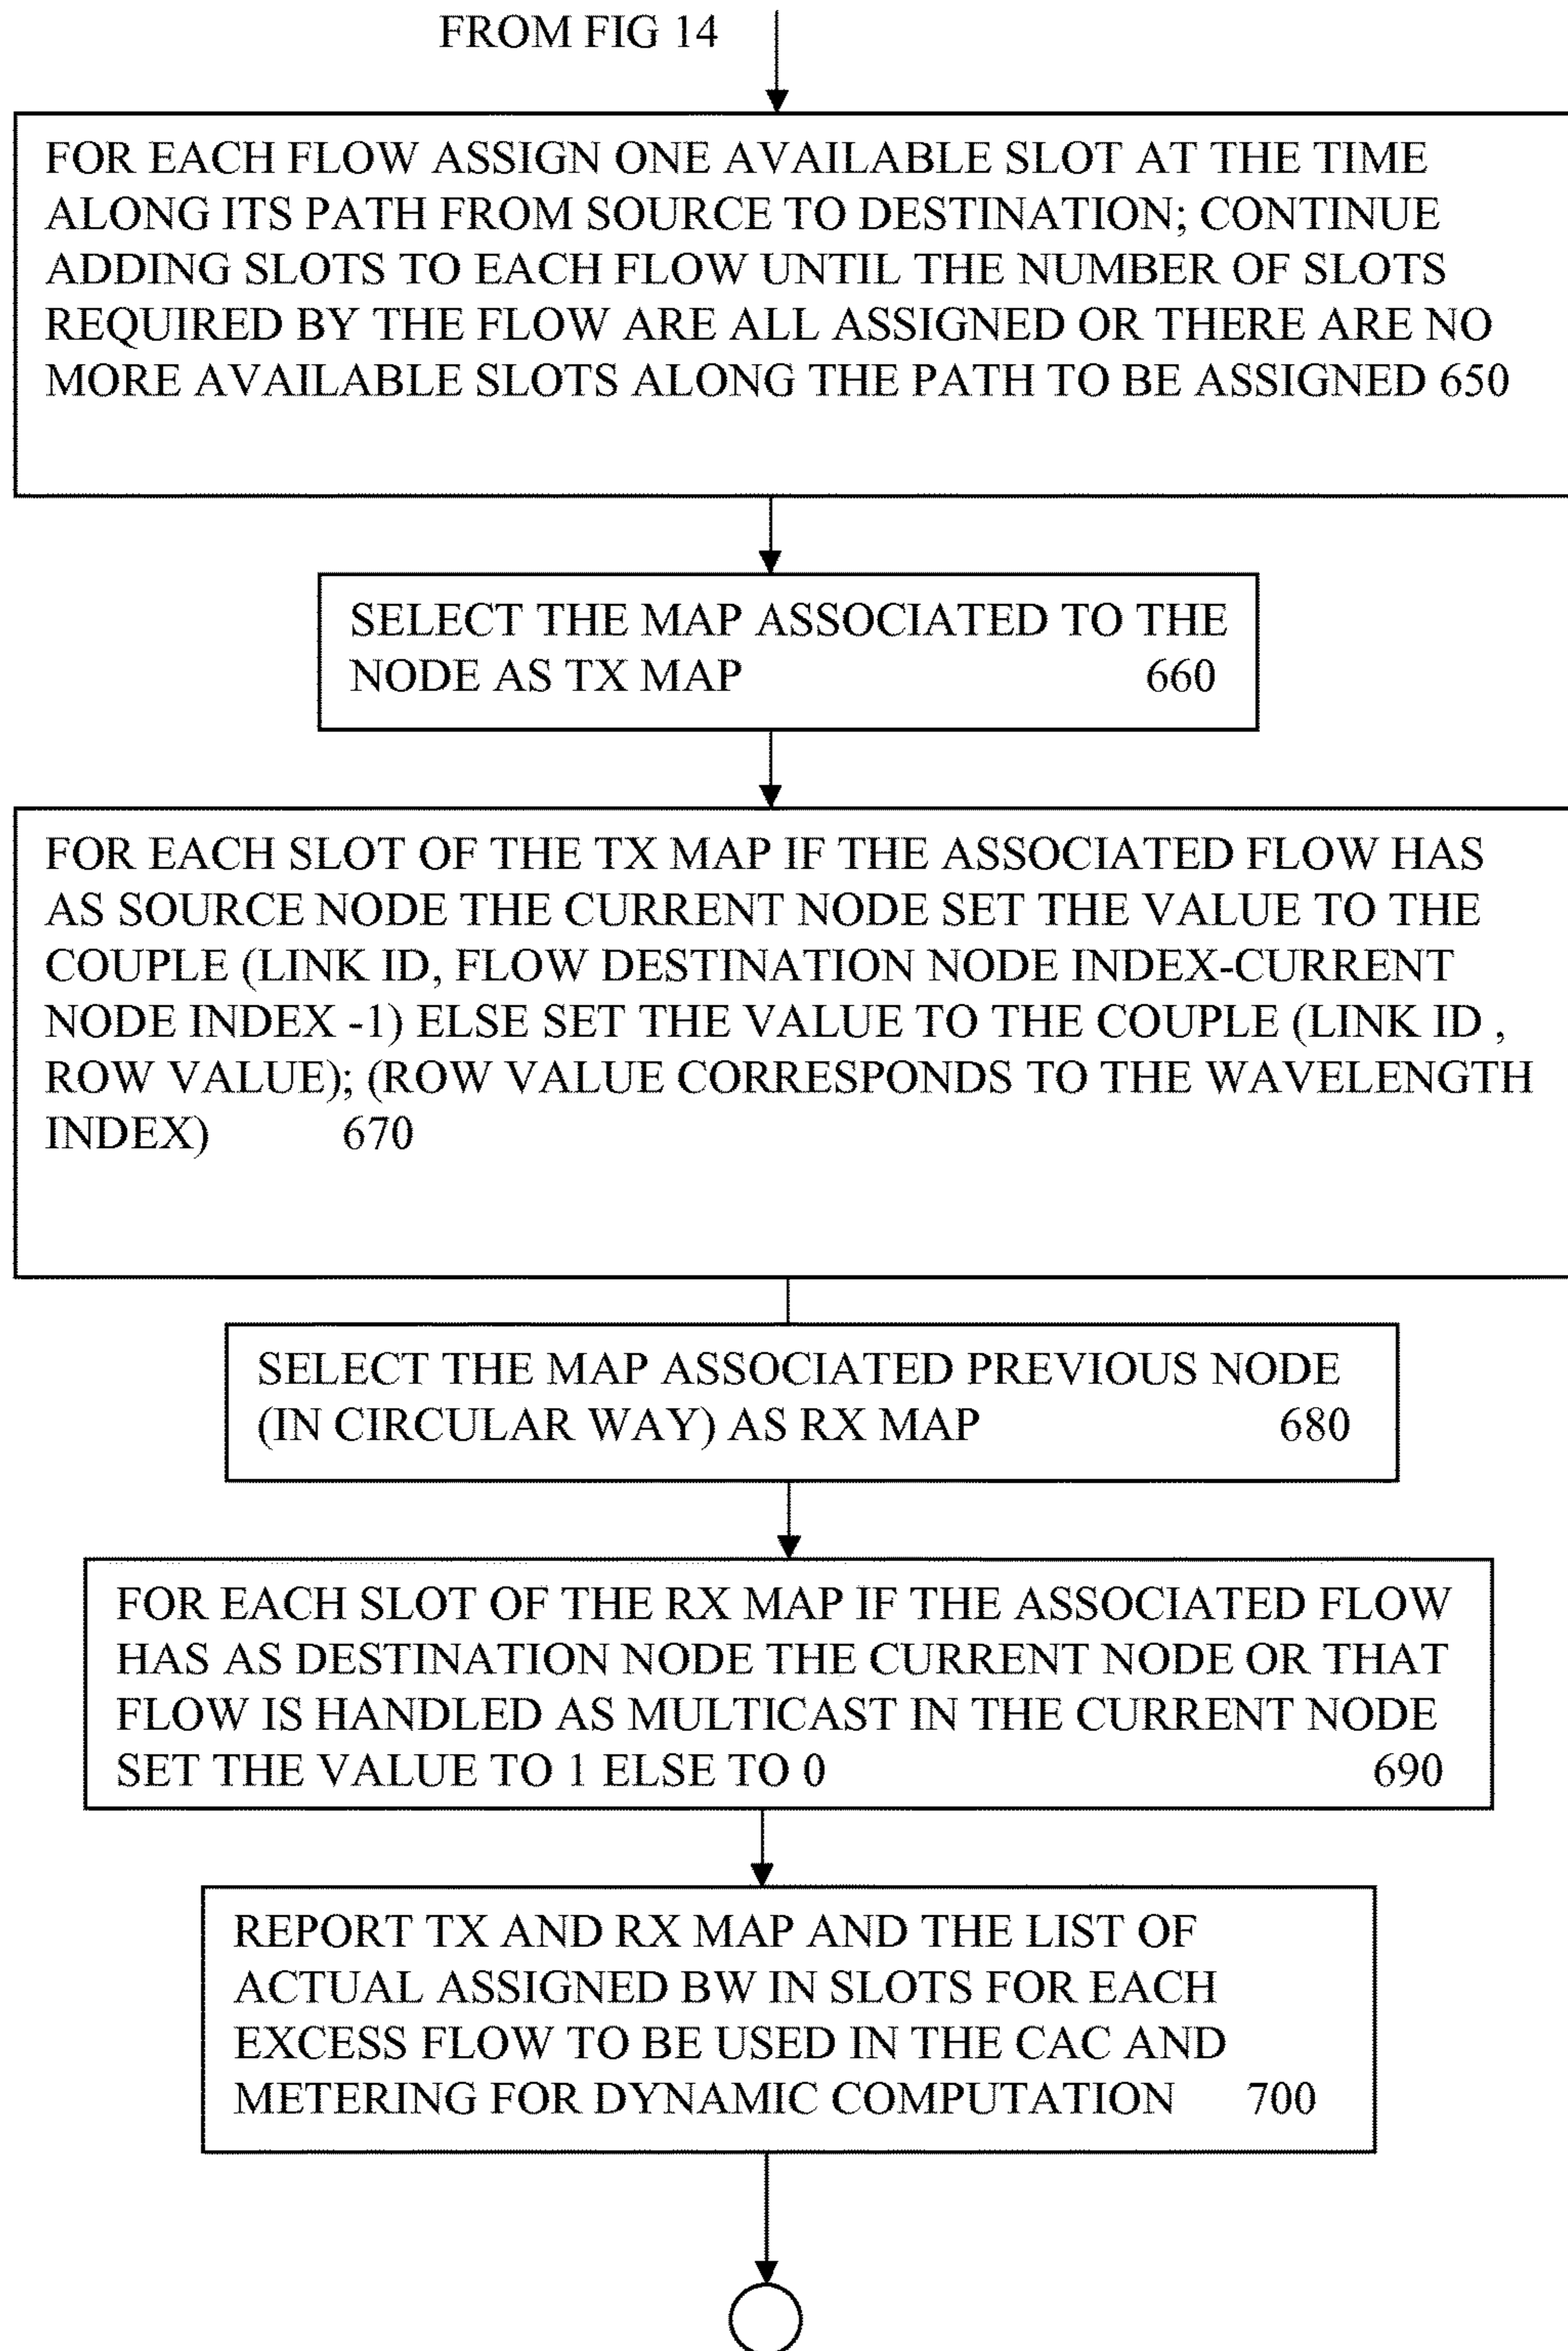 FROM FIG 14
FOR EACH FLOW ASSIGN ONE AVAILABLE SLOT AT THE TIME
ALONG ITS PATH FROM SOURCE TO DESTINATION; CONTINUE
ADDING SLOTS TO EACH FLOW UNTIL THE NUMBER OF SLOTS
REQUIRED BY THE FLOW ARE ALL ASSIGNED OR THERE ARE NO
MORE AVAILABLE SLOTS ALONG THE PATH TO BE ASSIGNED 650
SELECT THE MAP ASSOCIATED TO THE
NODE AS TX MAP 660
FOR EACH SLOT OF THE TX MAP IF THE ASSOCIATED FLOW HAS
AS SOURCE NODE THE CURRENT NODE SET THE VALUE TO THE
COUPLE (LINK ID, FLOW DESTINATION NODE INDEX-CURRENT
NODE INDEX -1) ELSE SET THE VALUE TO THE COUPLE (LINK ID ,
ROW VALUE); (ROW VALUE CORRESPONDS TO THE WAVELENGTH
INDEX) 670
SELECT THE MAP ASSOCIATED PREVIOUS NODE
(IN CIRCULAR WAY) AS RX MAP 680
FOR EACH SLOT OF THE RX MAP IF THE ASSOCIATED FLOW
HAS AS DESTINATION NODE THE CURRENT NODE OR THAT
FLOW IS HANDLED AS MULTICAST IN THE CURRENT NODE
SET THE VALUE TO 1 ELSE TO 0 690
REPORT TX AND RX MAP AND THE LIST OF
ACTUAL ASSIGNED BW IN SLOTS FOR EACH
EXCESS FLOW TO BE USED IN THE CAC AND
METERING FOR DYNAMIC COMPUTATION 700